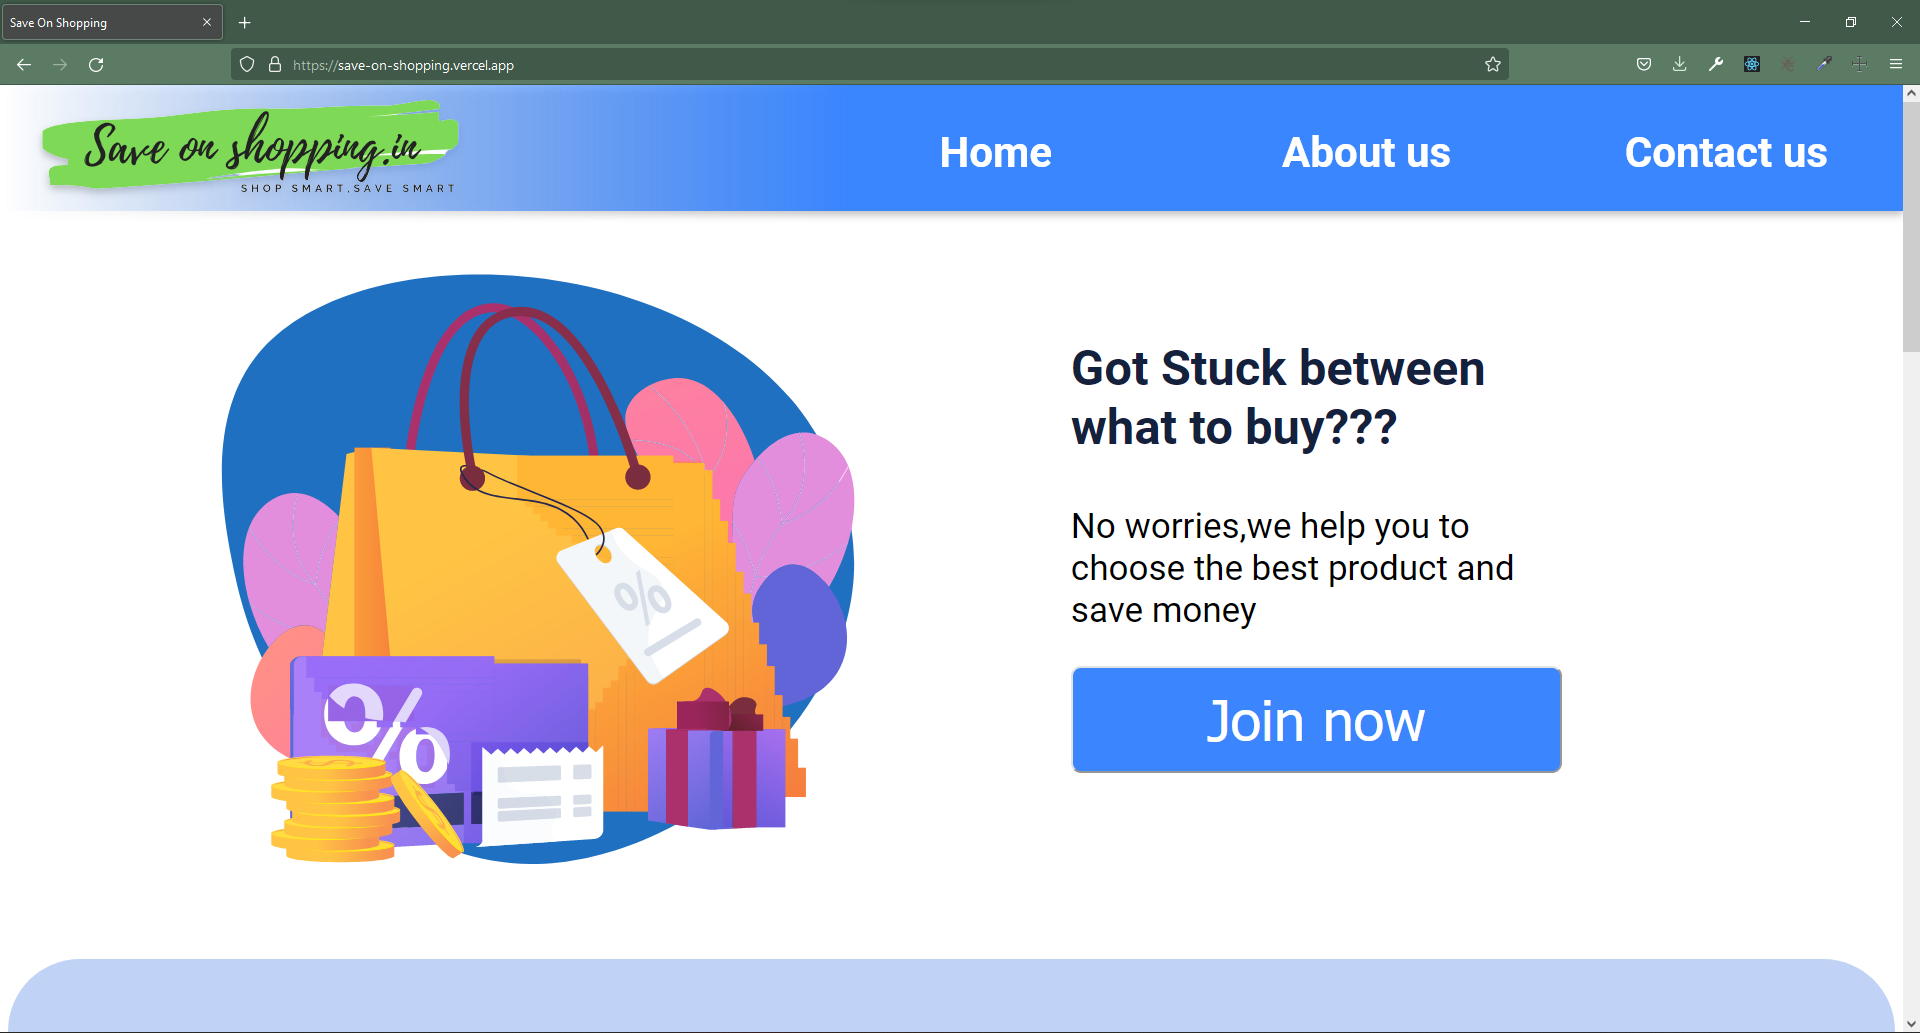 Save On Shopping
https://save-on-shopping.vercel.app
Save on shopping.in
SHOP SMART.SAVE SMART
Home
About us
Contact us
Got Stuck between
what to buy???
No worries,we help you to
choose the best product and
save money
Join now
%
%